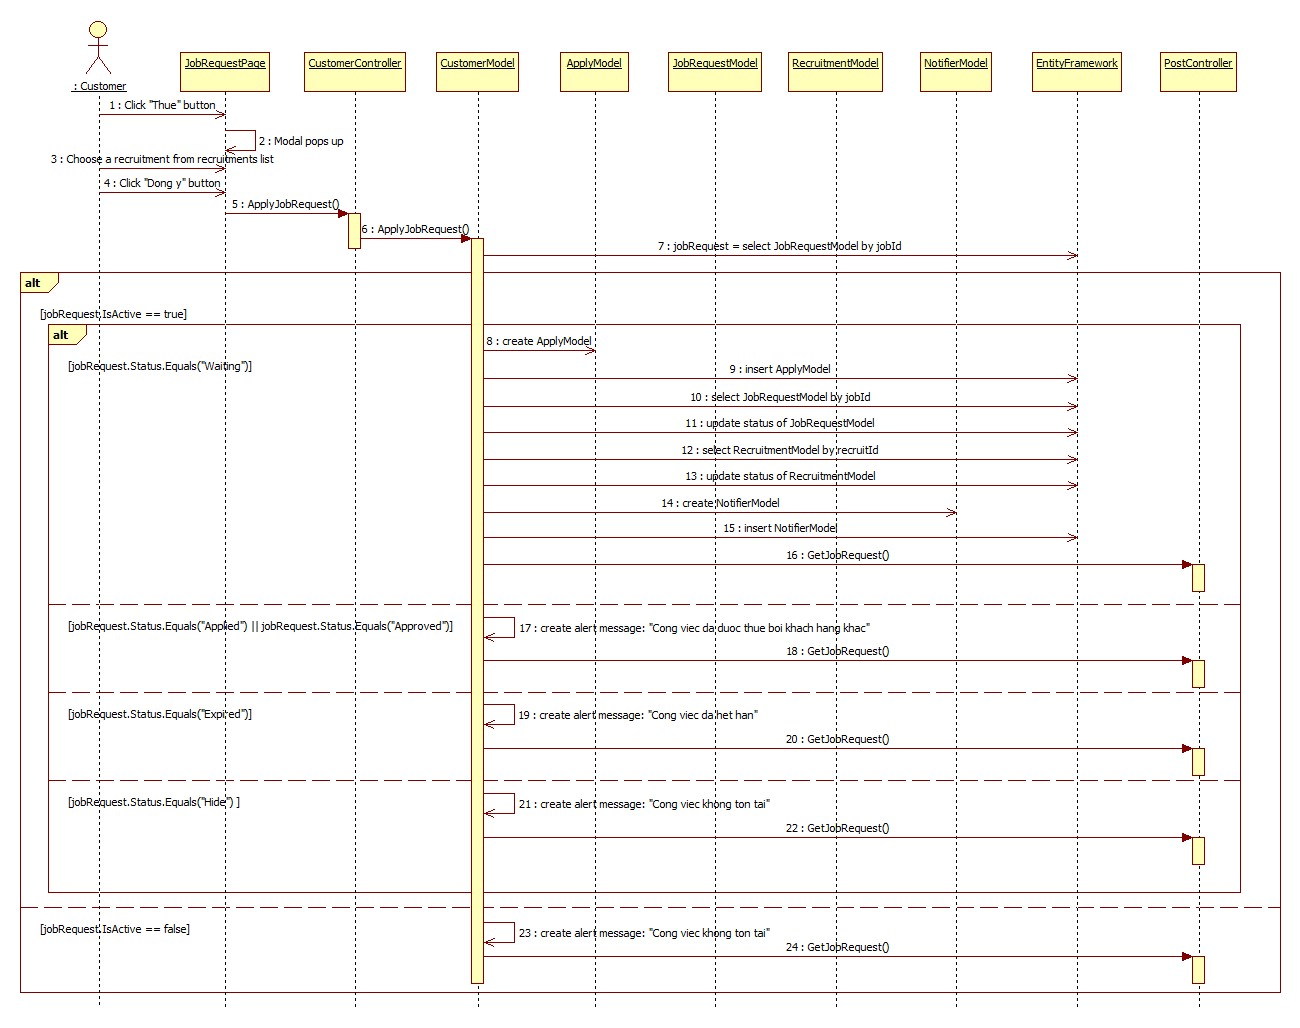 JobRequestPage
CustomerController
CustomerModel
ApplyModel
JobRequestModel
RecruitmentModel
NotifierModel
EntityFramework
PostController
: Customer
1 : Click "Thue" button
2 : Modal pops up
3 : Choose a recruitment from recruitments list
4 : Click "Dong y" button
5 : ApplyJobRequest()
6 : ApplyJobRequest()
7 : jobRequest = select JobRequestModel by jobId
alt
[jobRequest.IsActive == true]
alt
8 : create ApplyModel
[jobRequest.Status.Equals("Waiting")]
9 : insert ApplyModel
10 : select JobRequestModel by jobId
11 : update status of JobRequestModel
12 : select RecruitmentModel by recruitId
13 : update status of RecruitmentModel
14 : create NotifierModel
15 : insert NotifierModel
16 : GetJobRequest()
[jobRequest.Status.Equals("Applied") || jobRequest.Status.Equals("Approved")]
17 : create alert message: "Cong viec da duoc thue boi khach hang khac"
18 : GetJobRequest()
[jobRequest.Status.Equals("Expired")]
19 : create alert message: "Cong viec da het han"
20 : GetJobRequest()
[jobRequest.Status.Equals("Hide") ]
21 : create alert message: "Cong viec khong ton tai"
22 : GetJobRequest()
[jobRequest.IsActive == false]
23 : create alert message: "Cong viec khong ton tai"
24 : GetJobRequest()